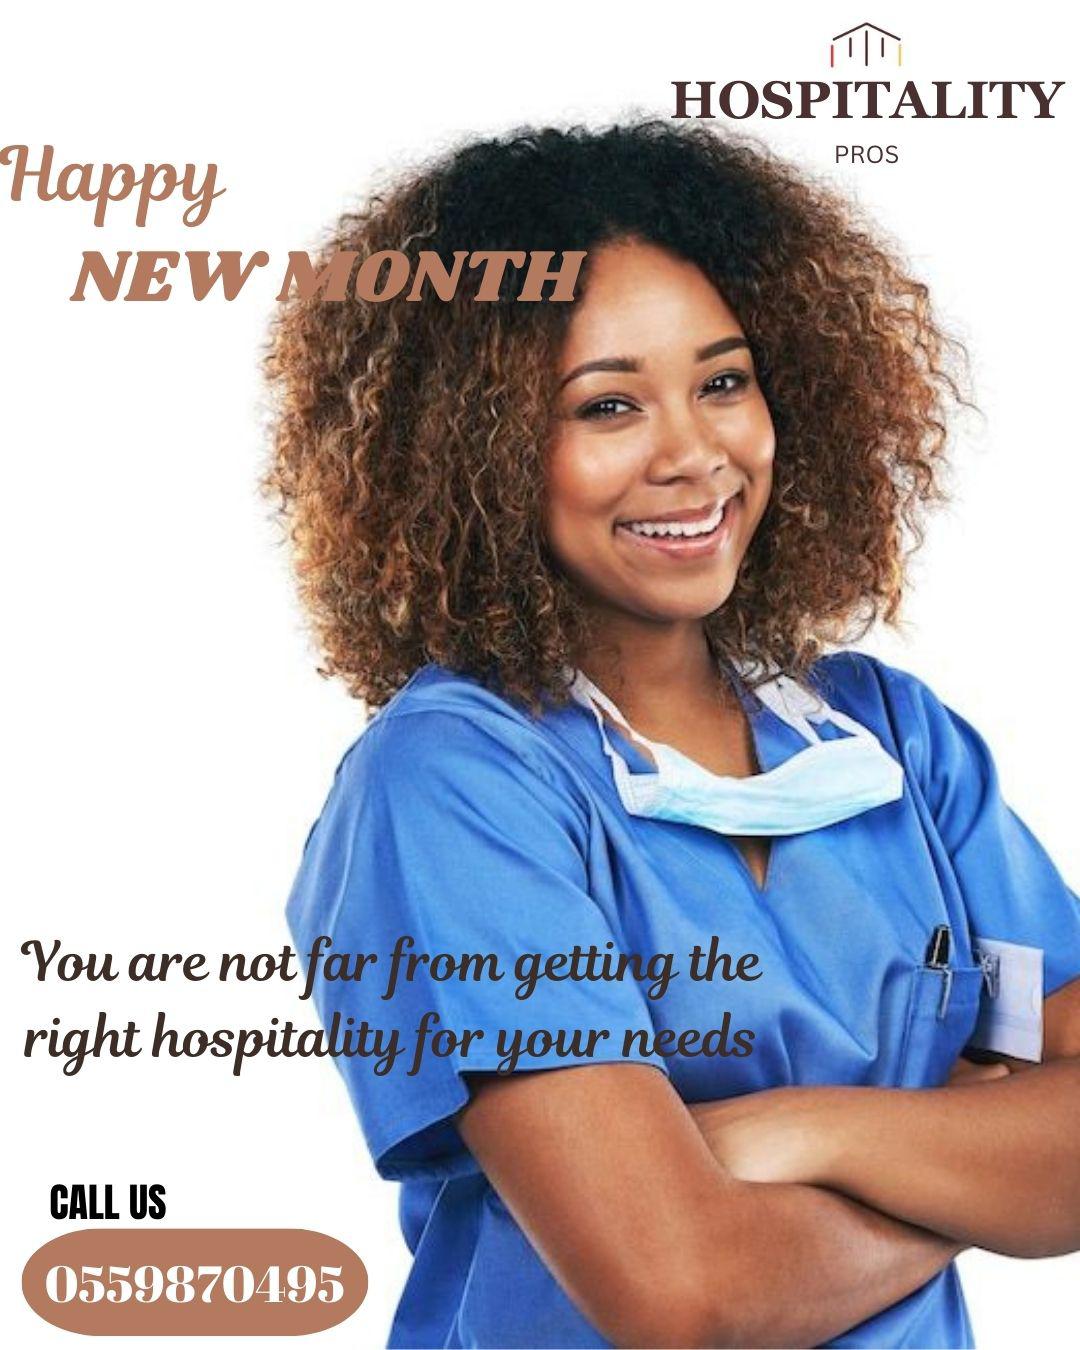 HOSPITALITY
PROS
Happy
NEW MONTH
You are not far from getting the
right hospitality for your needs
CALL US
0559870495